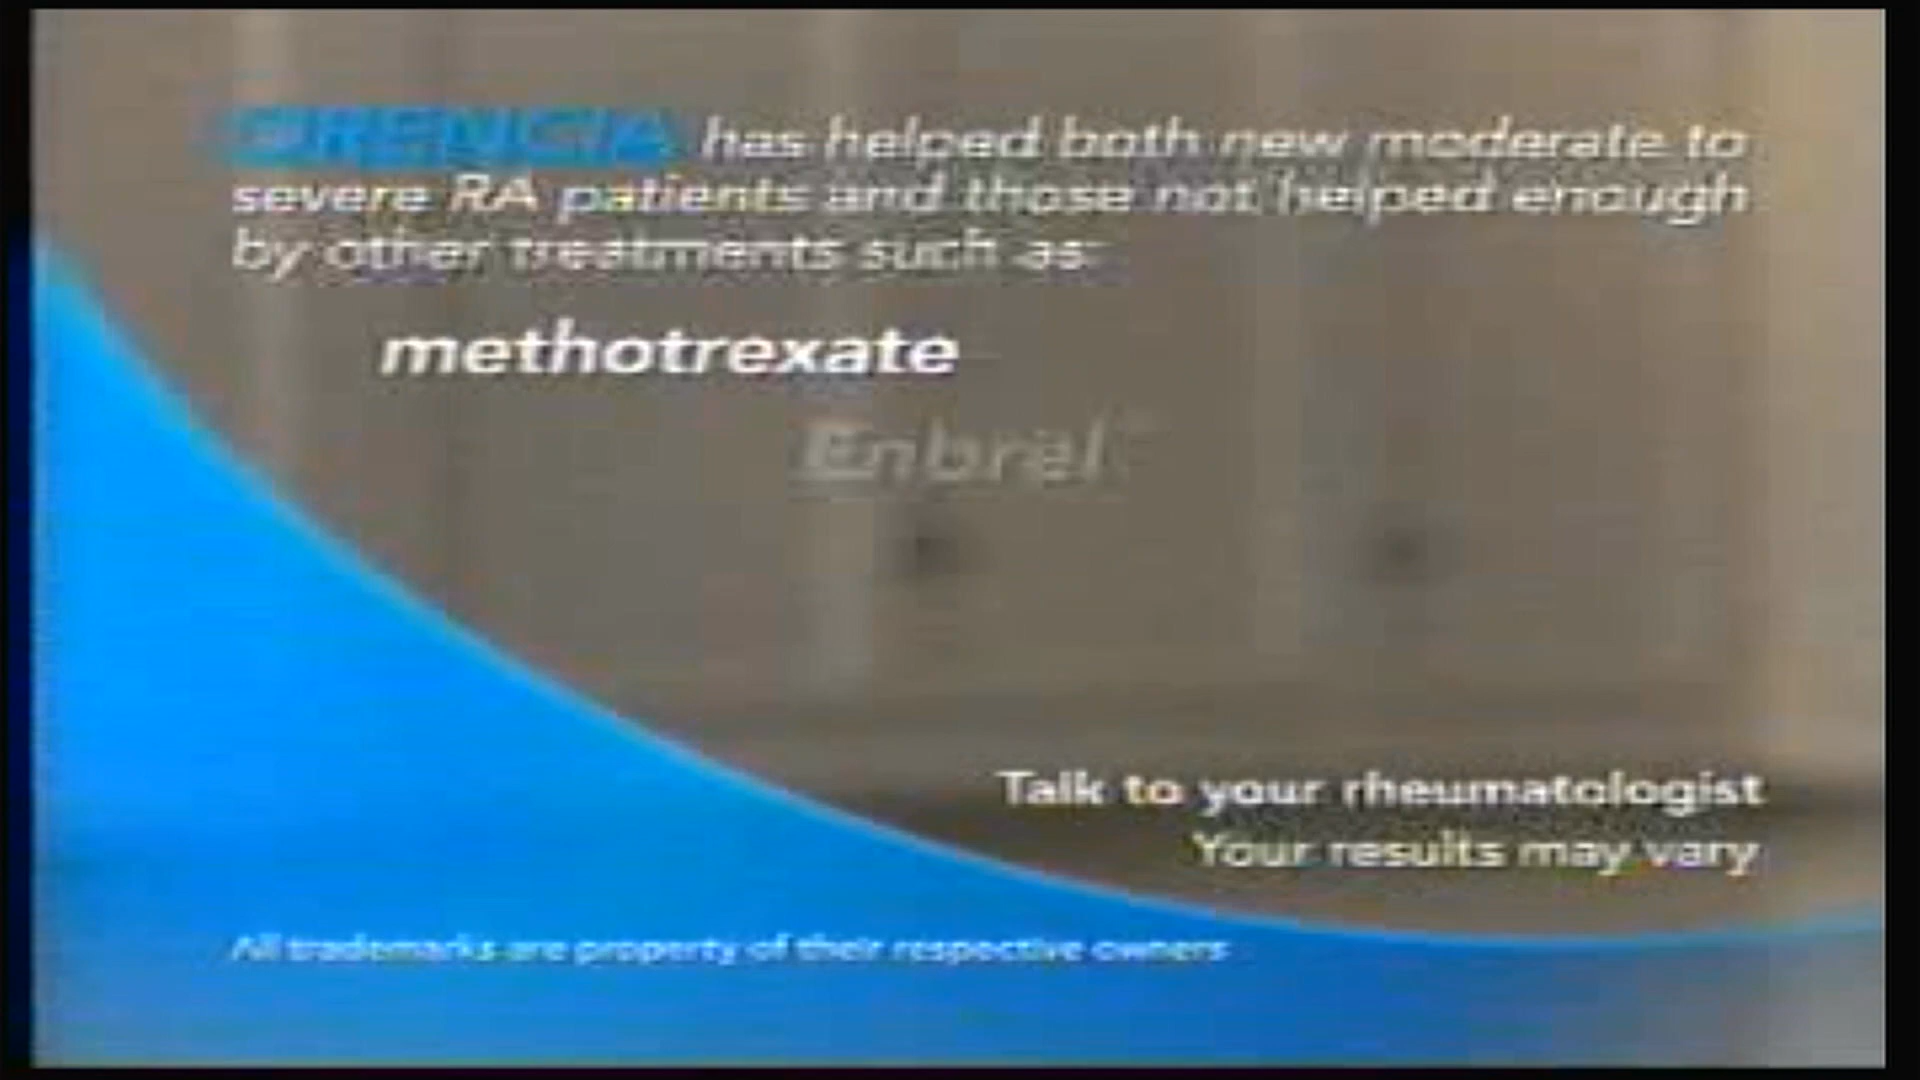 ORENCIA has helped both new moderate to
severe RA patients and those not helped enough
by other treatments such as:
methotrexate
Enbrel
Talk to your rheumatologist
Your results may vary
All trademarks are property of their respective owners